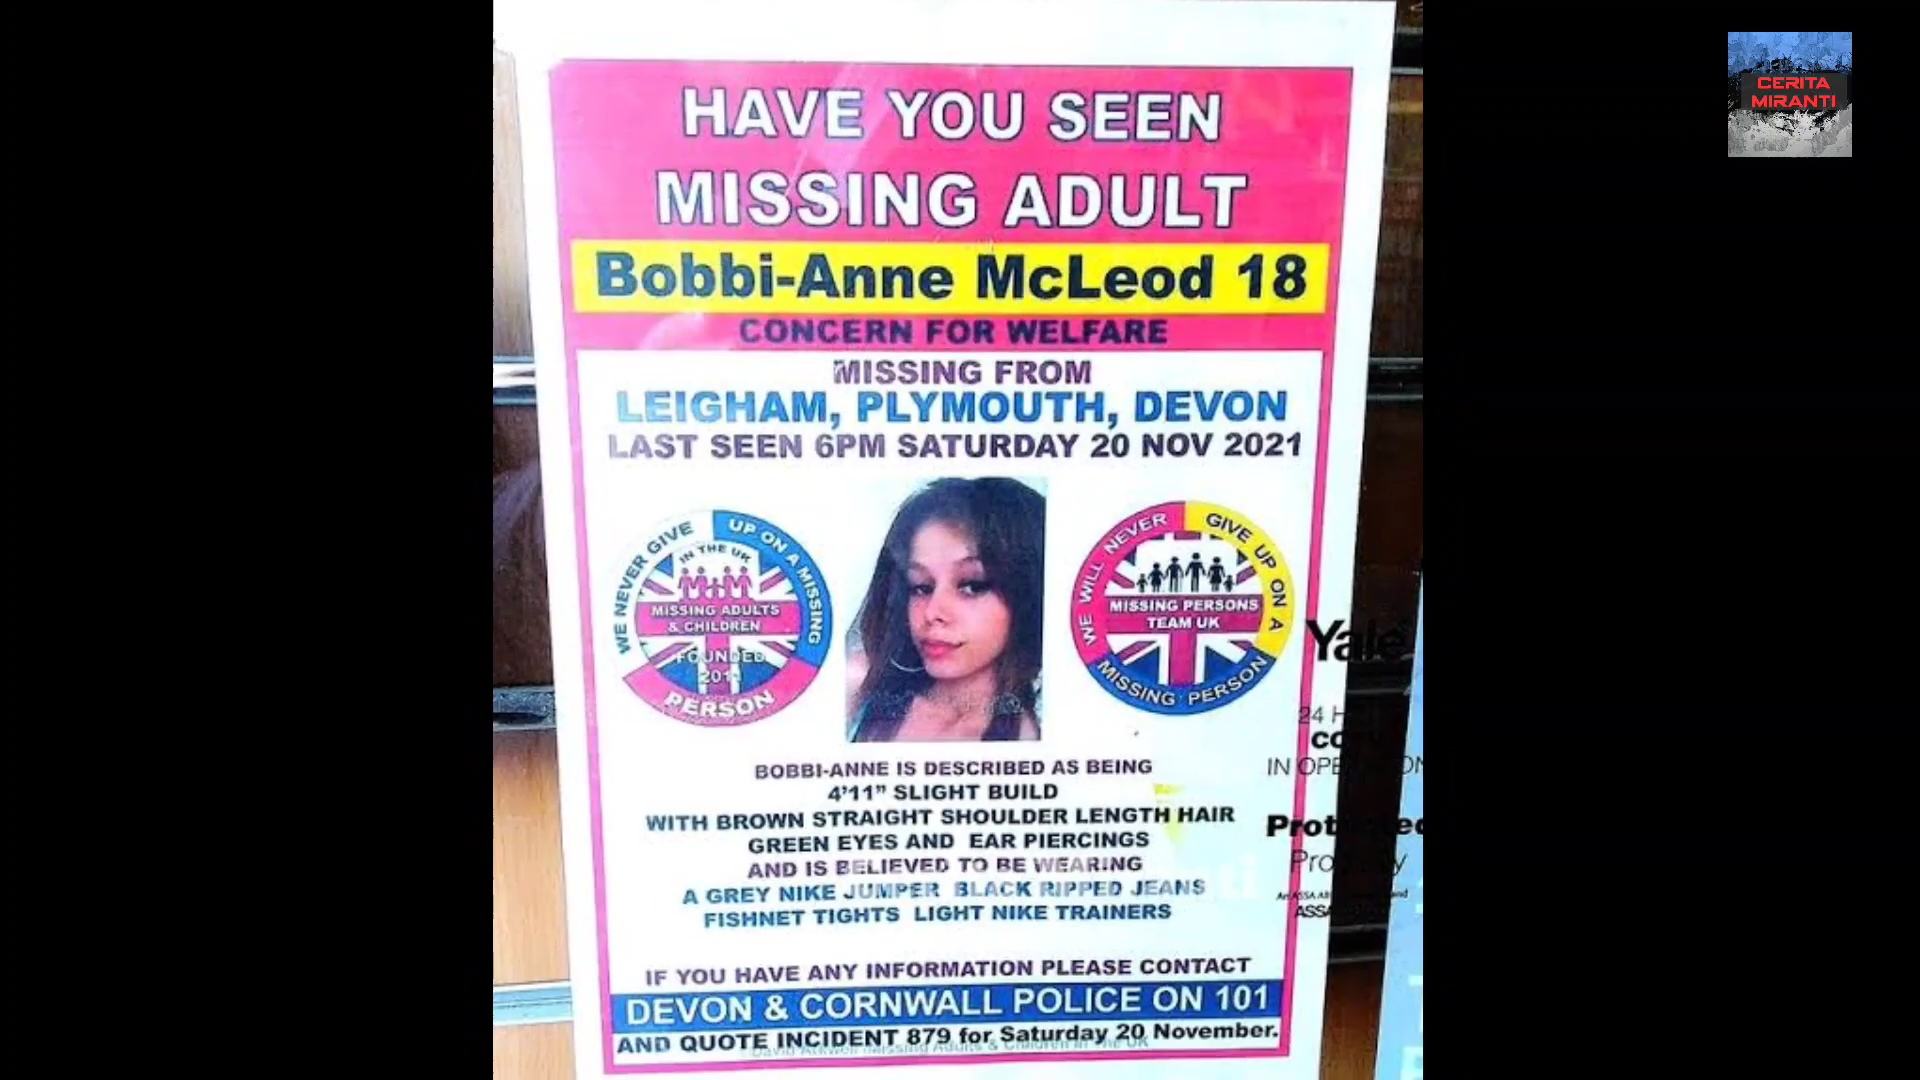 CERITA
MIRANTI
HAVE YOU SEEN
MISSING ADULT
Bobbi-Anne McLeod 18
CONCERN FOR WELFARE
MISSING FROM
LEIGHAM, PLYMOUTH, DEVON
LAST SEEN 6PM SATURDAY 20 NOV 2021
WE NEVER GIVE UP ON A MISSING PERSON
IN THE UK
MISSING ADULTS
& CHILDREN
FOUNDED
WE WILL NEVER GIVE UP ON A MISSING PERSON
MISSING PERSONS
TEAM UK
Yale
24 H
IN OPE
BOBBI-ANNE IS DESCRIBED AS BEING
4'11" SLIGHT BUILD
WITH BROWN STRAIGHT SHOULDER LENGTH HAIR
GREEN EYES AND EAR PIERCINGS
AND IS BELIEVED TO BE WEARING
A GREY NIKE JUMPER BLACK RIPPED JEANS
FISHNET TIGHTS LIGHT NIKE TRAINERS
IF YOU HAVE ANY INFORMATION PLEASE CONTACT
DEVON & CORNWALL POLICE ON 101
AND QUOTE INCIDENT 879 for Saturday 20 November.